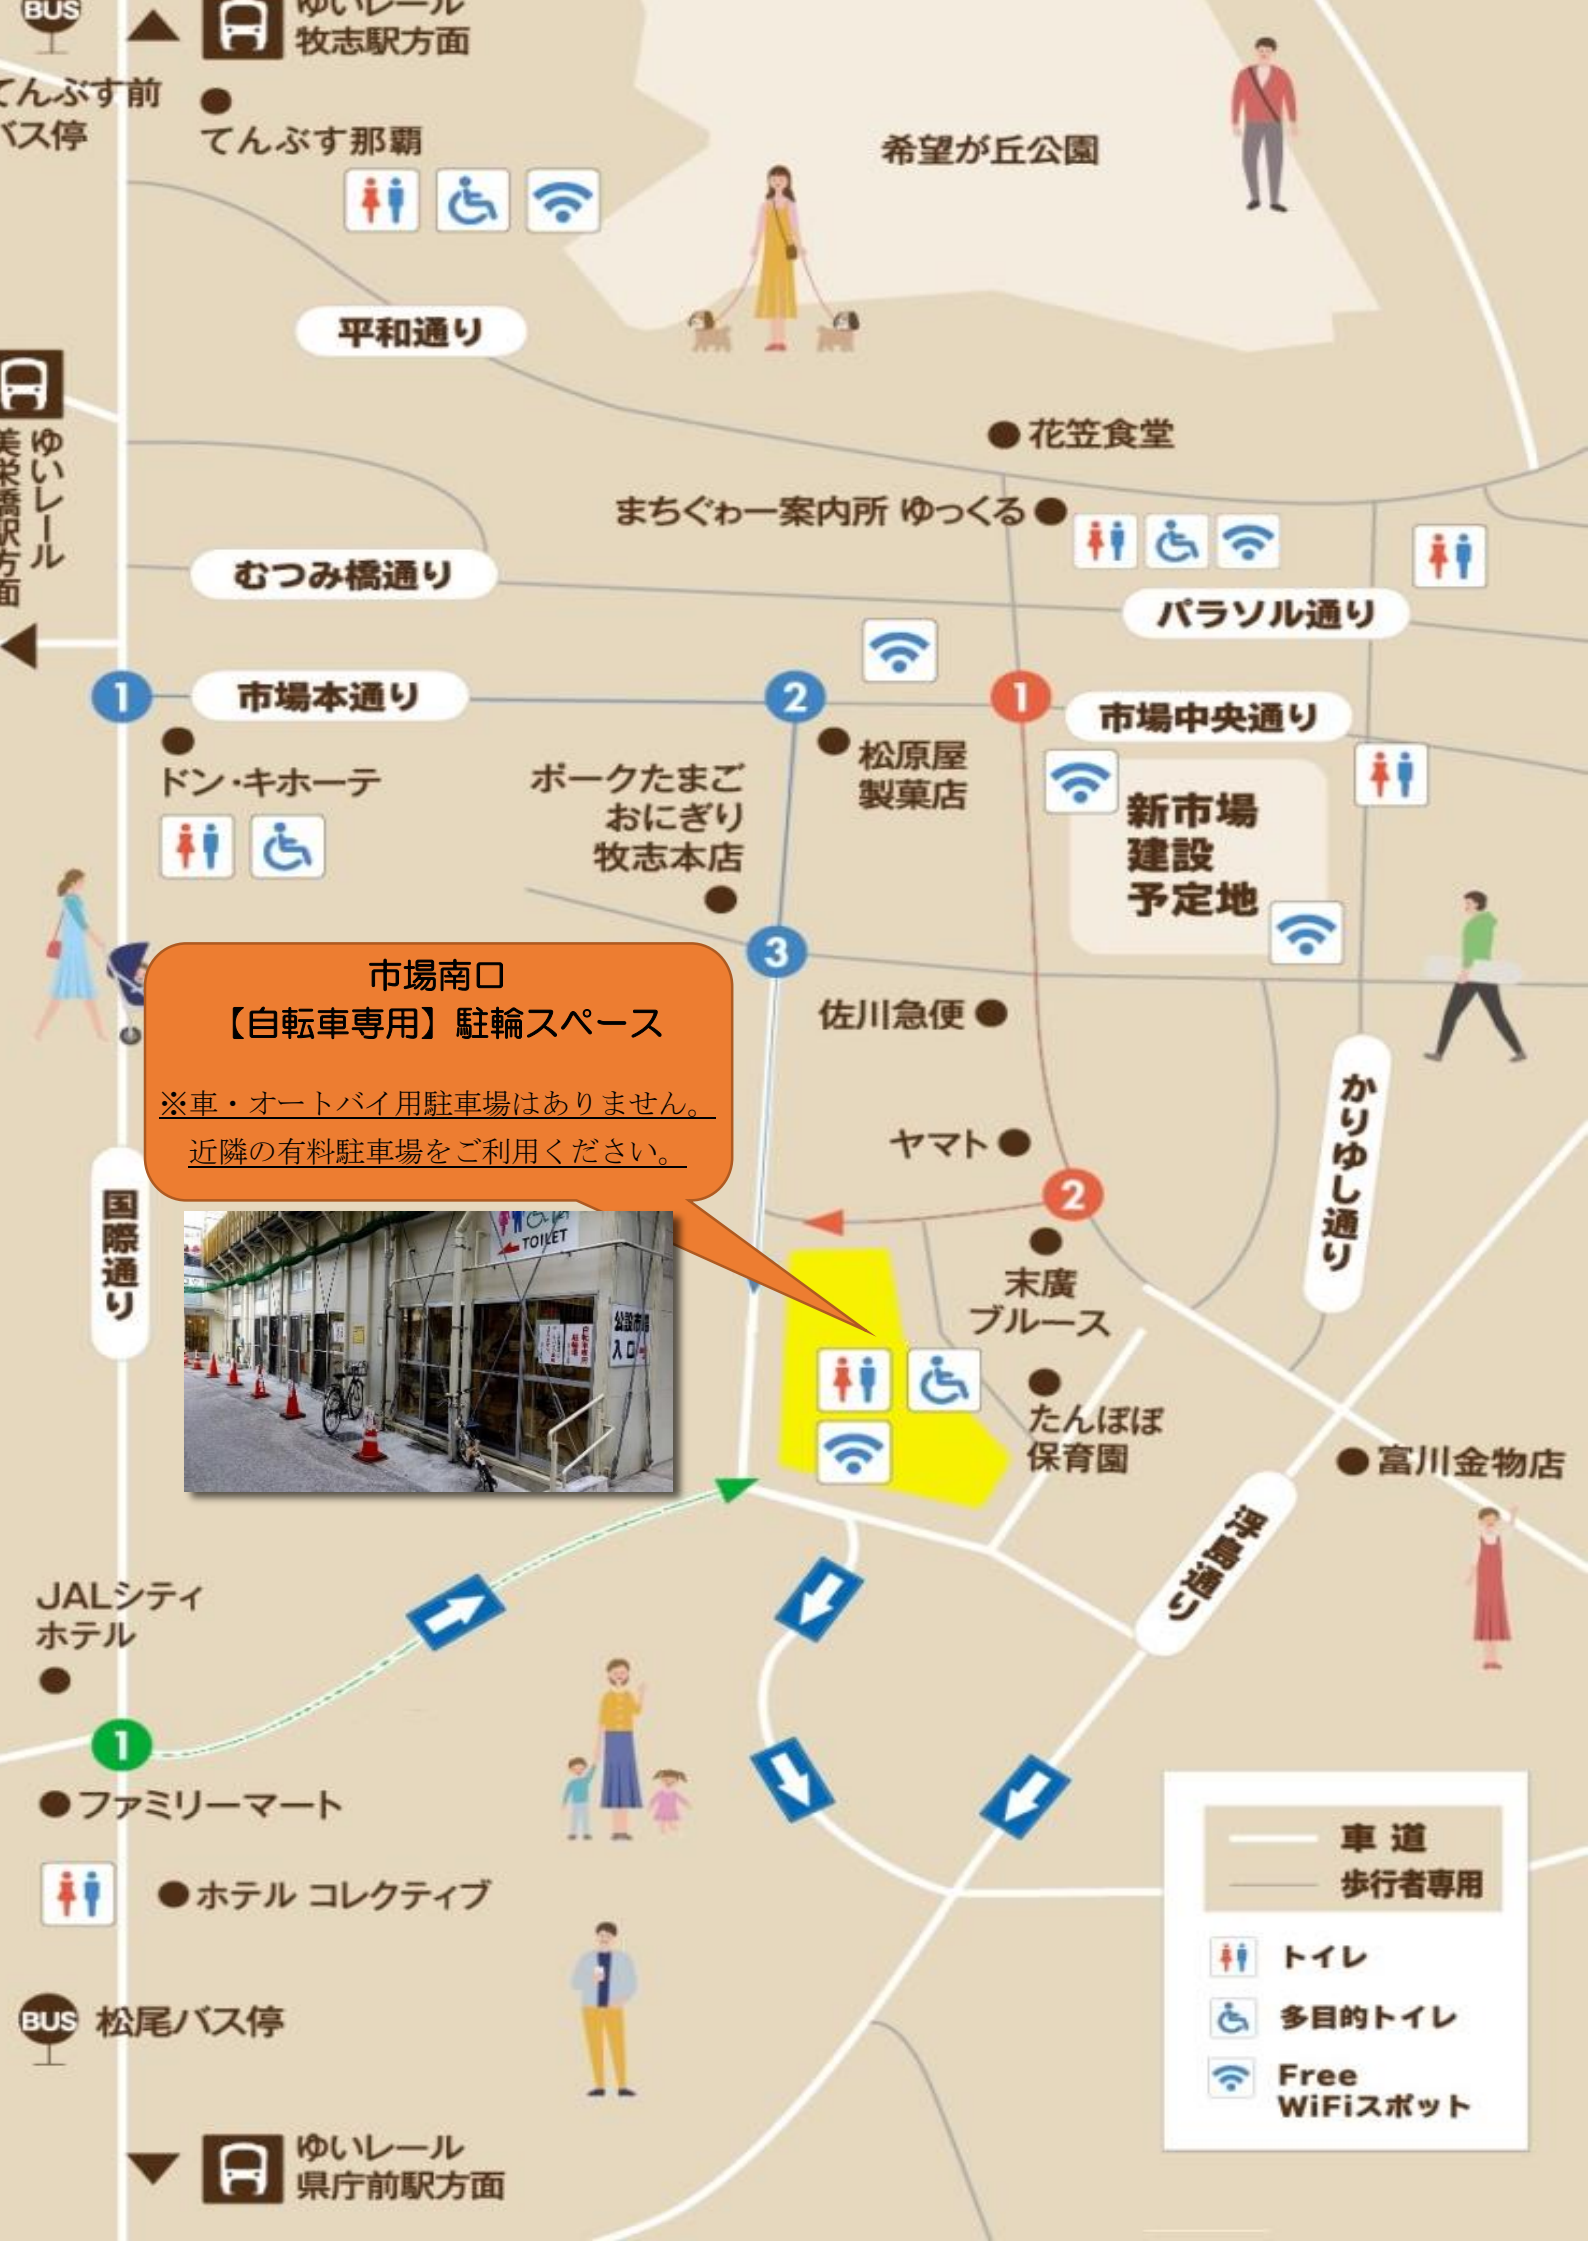 BUS
ゆいレール
牧志駅方面
てんぶす前
バス停
てんぶす那覇
希望が丘公園
平和通り
ゆいレール
美栄橋駅方面
花笠食堂
まちぐゎー案内所 ゆっくる
むつみ橋通り
パラソル通り
1
市場本通り
2
1
市場中央通り
ドン・キホーテ
ポークたまご
おにぎり
牧志本店
松原屋
製菓店
新市場
建設
予定地
3
市場南口
【自転車専用】駐輪スペース
※車・オートバイ用駐車場はありません。
近隣の有料駐車場をご利用ください。
佐川急便
かりゆし通り
ヤマト
2
国際通り
TOILET
公設市場
入口
自転車専用
末廣
ブルース
たんぽぽ
保育園
富川金物店
浮島通り
JALシティ
ホテル
1
ファミリーマート
ホテル コレクティブ
BUS
松尾バス停
ゆいレール
県庁前駅方面
車 道
歩行者専用
トイレ
多目的トイレ
Free
WiFiスポット